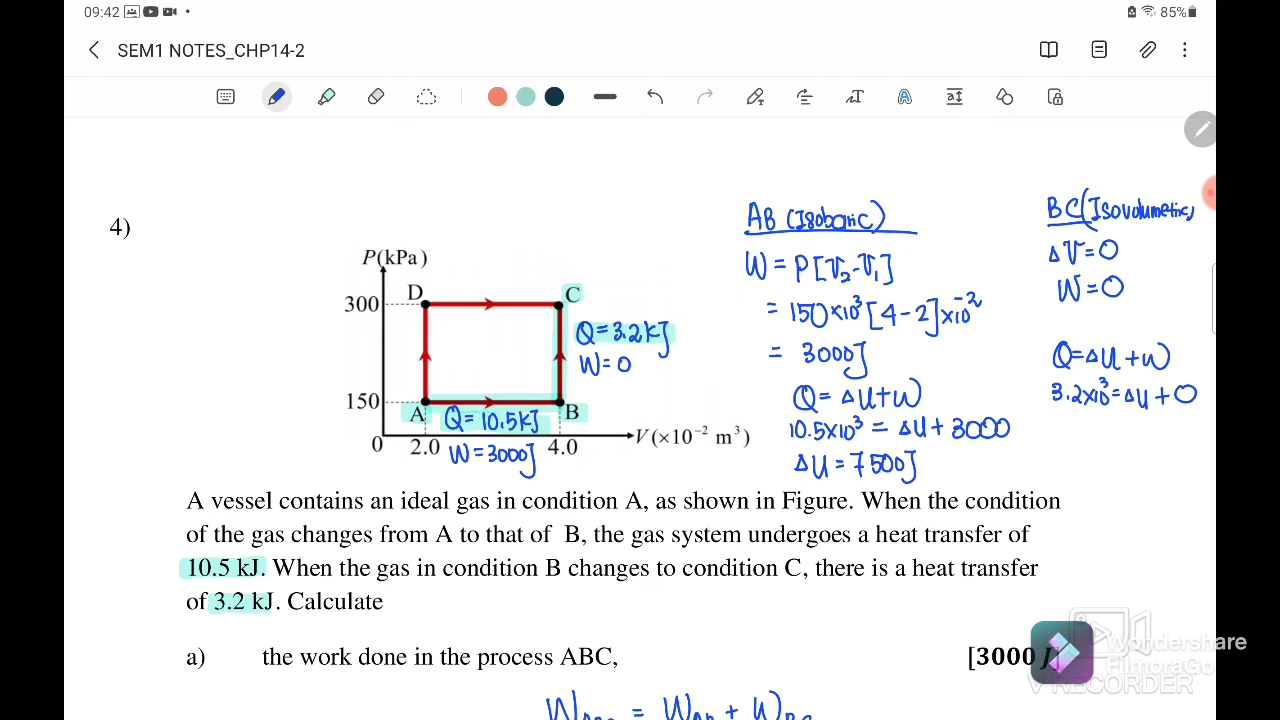 09:42
85%
SEM1 NOTES_CHP14-2
4)
P(kPa)
300
D
C
Q=3.2kJ
W=0
150
A
B
Q=10.5kJ
0
2.0
W=3000J
4.0
V(×10⁻² m³)
AB (Isobaric)
W = P[V₂-V₁]
= 150×10³ [4-2]×10⁻²
= 3000J
Q = ΔU+W
10.5×10³ = ΔU + 3000
ΔU = 7500J
BC (Isovolumetric)
ΔV=0
W=0
Q=ΔU+W
3.2×10³=ΔU+0
A vessel contains an ideal gas in condition A, as shown in Figure. When the condition
of the gas changes from A to that of B, the gas system undergoes a heat transfer of
10.5 kJ. When the gas in condition B changes to condition C, there is a heat transfer
of 3.2 kJ. Calculate
a) the work done in the process ABC, [3000 J]
Wondershare
FilmoraGo
V RECORDER